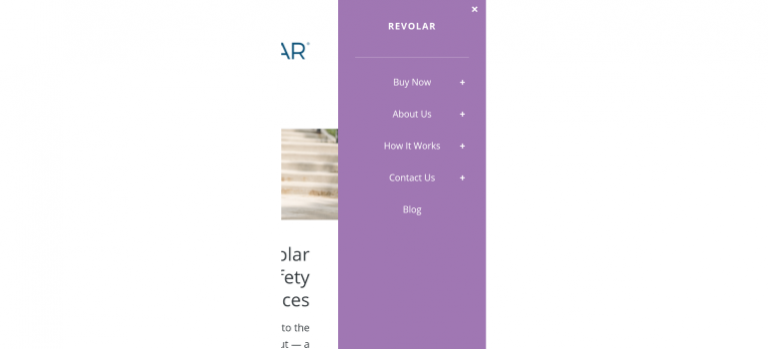 ×
REVOLAR
AR
Buy Now +
About Us +
How It Works +
Contact Us +
Blog
olar
fety
ces
to the
ut — a